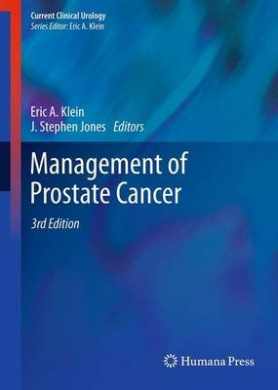 Current Clinical Urology
Series Editor: Eric A. Klein
Eric A. Klein
J. Stephen Jones Editors
Management of
Prostate Cancer
3rd Edition
Humana Press